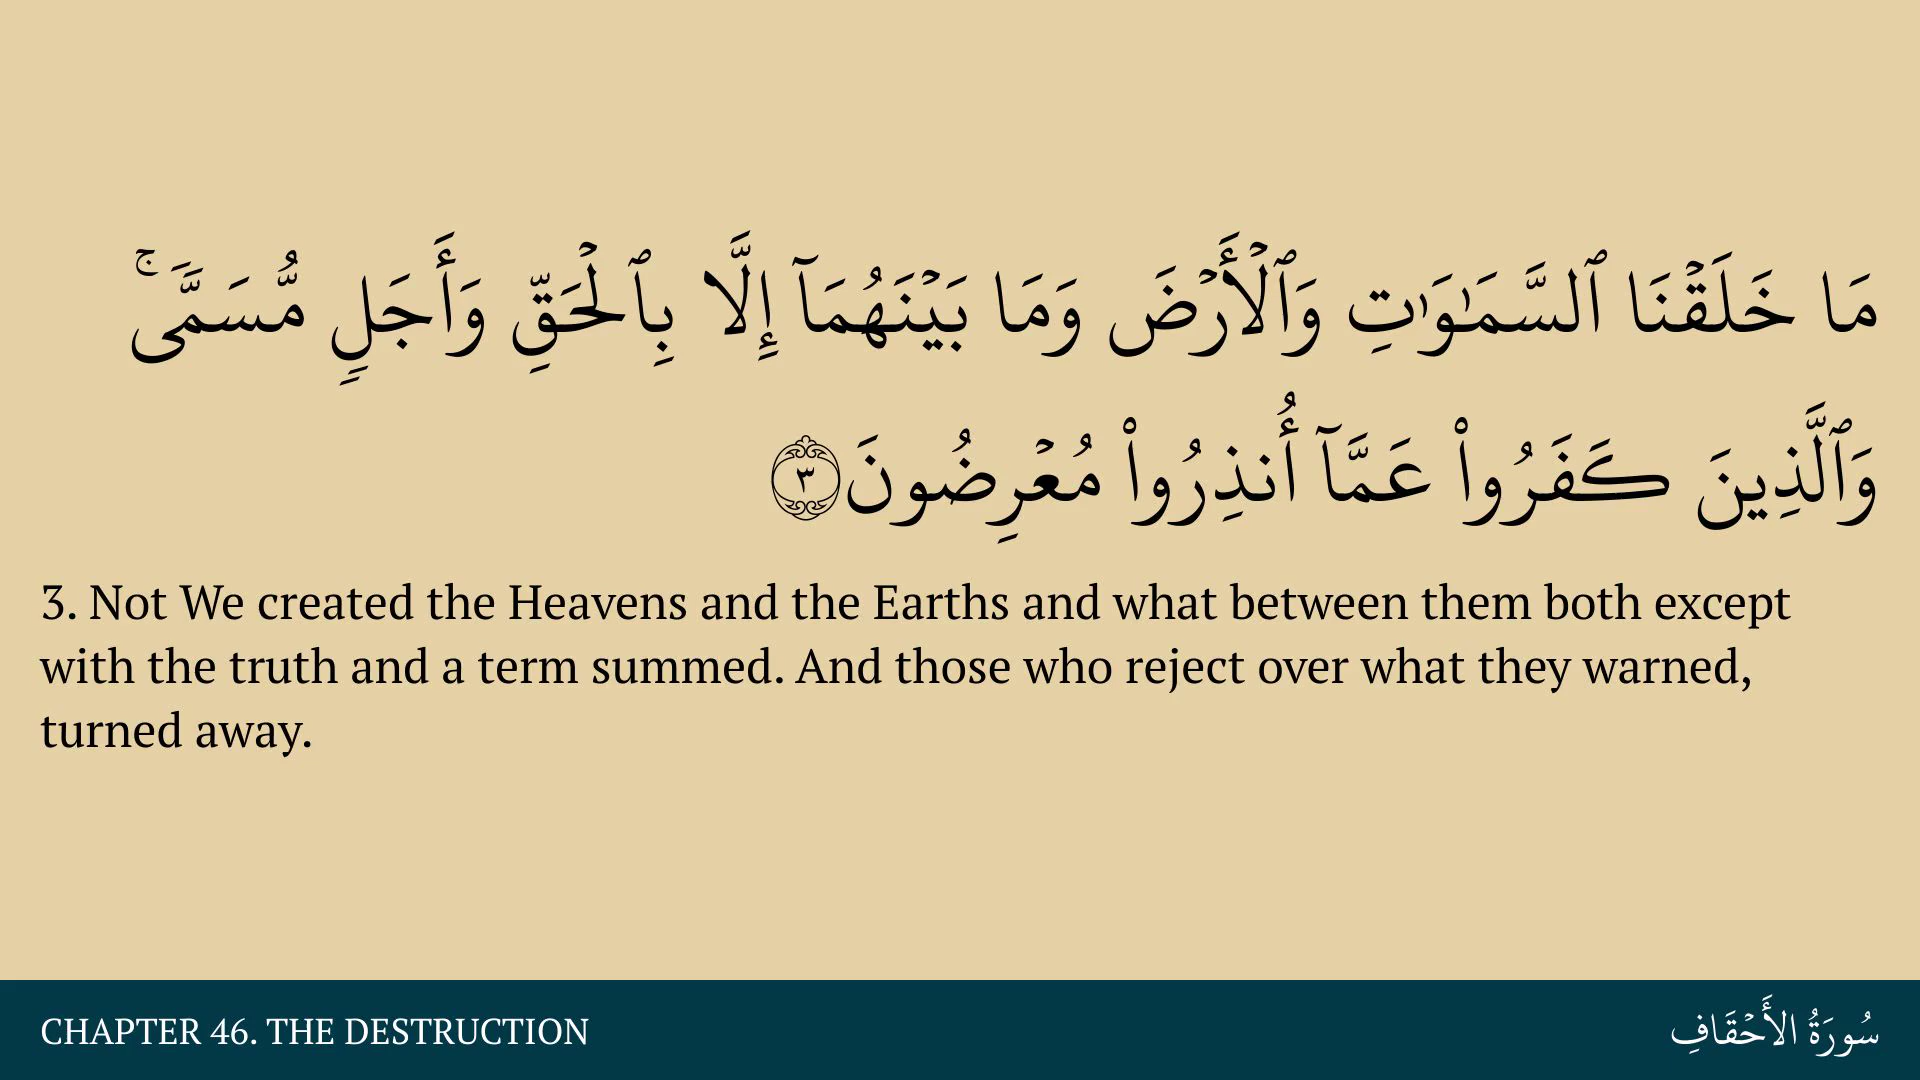 مَا خَلَقۡنَا ٱلسَّمَٰوَٰتِ وَٱلۡأَرۡضَ وَمَا بَيۡنَهُمَآ إِلَّا بِٱلۡحَقِّ وَأَجَلٖ مُّسَمّٗىۚ
وَٱلَّذِينَ كَفَرُواْ عَمَّآ أُنذِرُواْ مُعۡرِضُونَ ٣
3. Not We created the Heavens and the Earths and what between them both except
with the truth and a term summed. And those who reject over what they warned,
turned away.
CHAPTER 46. THE DESTRUCTION
سُورَةُ الأَحۡقَافِ